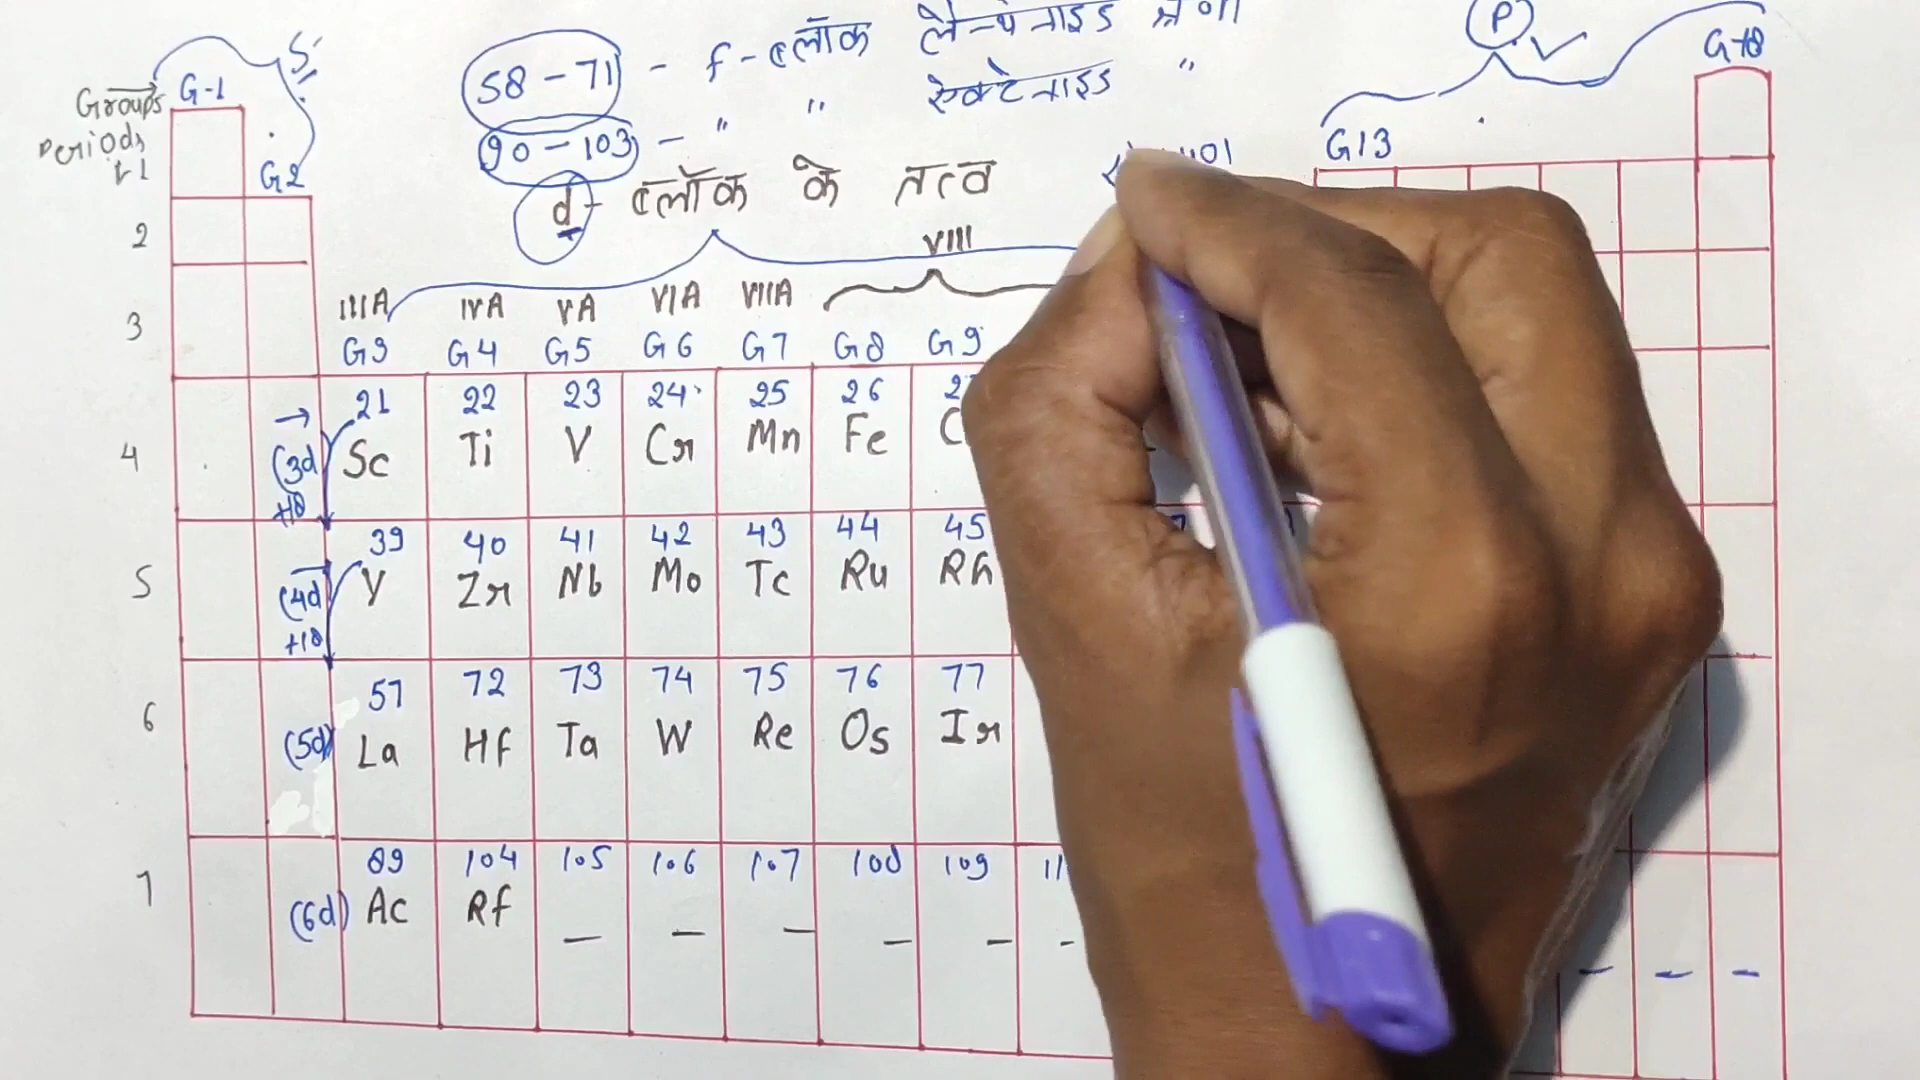 58-71 - f-ब्लॉक लेन्थेनाइड श्रेणी
90-103 - " " ऐक्टेनाइड "
d- ब्लॉक के तत्व
S
P
Groups G-1 G2 G13 G-18
Periods
1
2
3
VIII
IIIA IVA VA VIA VIIA
G3 G4 G5 G6 G7 G8 G9
4 (3d 21 22 23 24 25 26
+18 Sc Ti V Cr Mn Fe
5 (4d 39 40 41 42 43 44 45
+18 Y Zr Nb Mo Tc Ru Rh
6 (5d) 57 72 73 74 75 76 77
La Hf Ta W Re Os Ir
7 (6d) 89 104 105 106 107 108 109
Ac Rf — — — — — - - - -